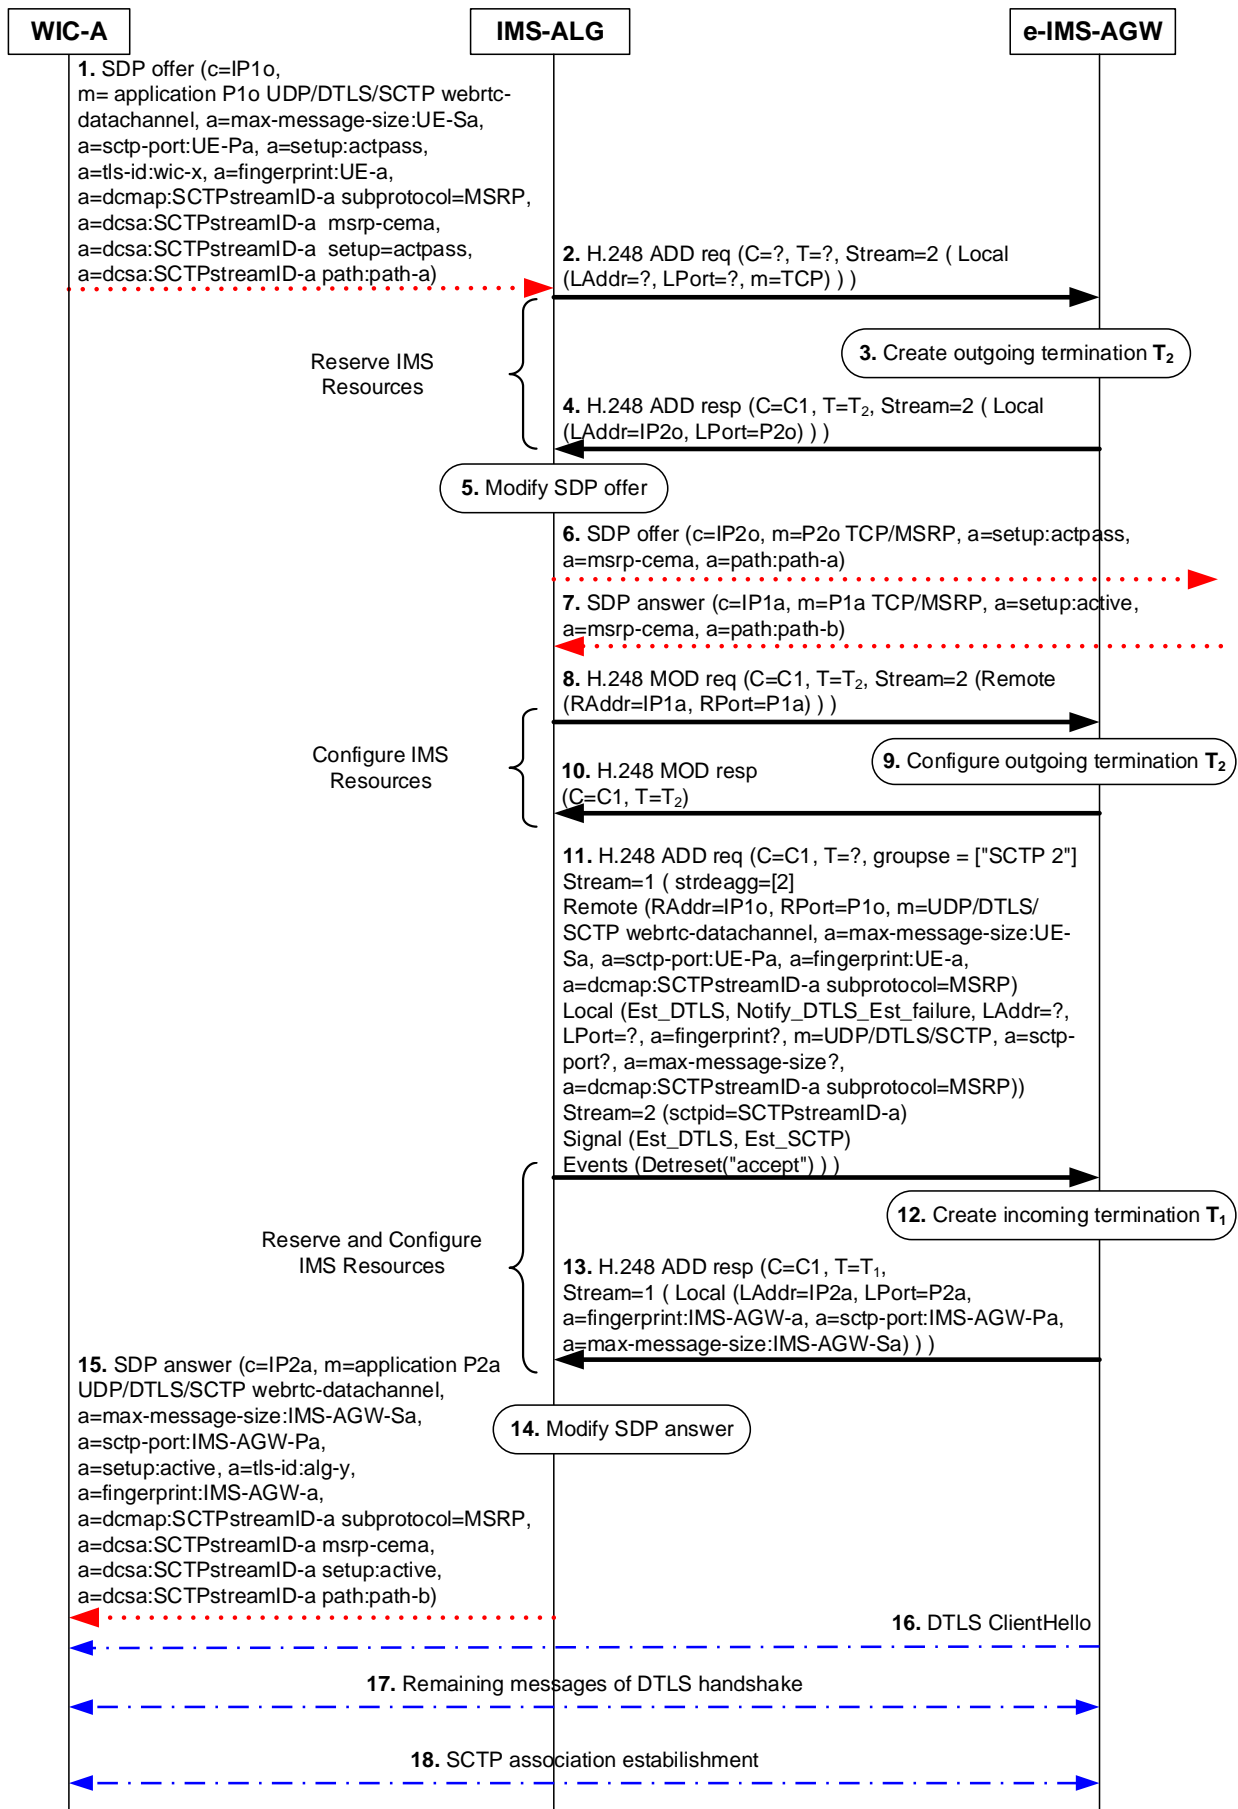 WIC-A
IMS-ALG
e-IMS-AGW
1. SDP offer (c=IP1o,
m= application P1o UDP/DTLS/SCTP webrtc-
datachannel, a=max-message-size:UE-Sa,
a=sctp-port:UE-Pa, a=setup:actpass,
a=tls-id:wic-x, a=fingerprint:UE-a,
a=dcmap:SCTPstreamID-a subprotocol=MSRP,
a=dcsa:SCTPstreamID-a  msrp-cema,
a=dcsa:SCTPstreamID-a  setup=actpass,
a=dcsa:SCTPstreamID-a path:path-a)
2. H.248 ADD req (C=?, T=?, Stream=2 ( Local
(LAddr=?, LPort=?, m=TCP) ) )
3. Create outgoing termination T2
Reserve IMS
Resources
4. H.248 ADD resp (C=C1, T=T2, Stream=2 ( Local
(LAddr=IP2o, LPort=P2o) ) )
5. Modify SDP offer
6. SDP offer (c=IP2o, m=P2o TCP/MSRP, a=setup:actpass,
a=msrp-cema, a=path:path-a)
7. SDP answer (c=IP1a, m=P1a TCP/MSRP, a=setup:active,
a=msrp-cema, a=path:path-b)
8. H.248 MOD req (C=C1, T=T2, Stream=2 (Remote
(RAddr=IP1a, RPort=P1a) ) )
Configure IMS
Resources
9. Configure outgoing termination T2
10. H.248 MOD resp
(C=C1, T=T2)
11. H.248 ADD req (C=C1, T=?, groupse = ["SCTP 2"]
Stream=1 ( strdeagg=[2]
Remote (RAddr=IP1o, RPort=P1o, m=UDP/DTLS/
SCTP webrtc-datachannel, a=max-message-size:UE-
Sa, a=sctp-port:UE-Pa, a=fingerprint:UE-a,
a=dcmap:SCTPstreamID-a subprotocol=MSRP)
Local (Est_DTLS, Notify_DTLS_Est_failure, LAddr=?,
LPort=?, a=fingerprint?, m=UDP/DTLS/SCTP, a=sctp-
port?, a=max-message-size?,
a=dcmap:SCTPstreamID-a subprotocol=MSRP))
Stream=2 (sctpid=SCTPstreamID-a)
Signal (Est_DTLS, Est_SCTP)
Events (Detreset("accept") ) )
12. Create incoming termination T1
Reserve and Configure
IMS Resources
13. H.248 ADD resp (C=C1, T=T1,
Stream=1 ( Local (LAddr=IP2a, LPort=P2a,
a=fingerprint:IMS-AGW-a, a=sctp-port:IMS-AGW-Pa,
a=max-message-size:IMS-AGW-Sa) ) )
14. Modify SDP answer
15. SDP answer (c=IP2a, m=application P2a
UDP/DTLS/SCTP webrtc-datachannel,
a=max-message-size:IMS-AGW-Sa,
a=sctp-port:IMS-AGW-Pa,
a=setup:active, a=tls-id:alg-y,
a=fingerprint:IMS-AGW-a,
a=dcmap:SCTPstreamID-a subprotocol=MSRP,
a=dcsa:SCTPstreamID-a msrp-cema,
a=dcsa:SCTPstreamID-a setup:active,
a=dcsa:SCTPstreamID-a path:path-b)
16. DTLS ClientHello
17. Remaining messages of DTLS handshake
18. SCTP association estabilishment